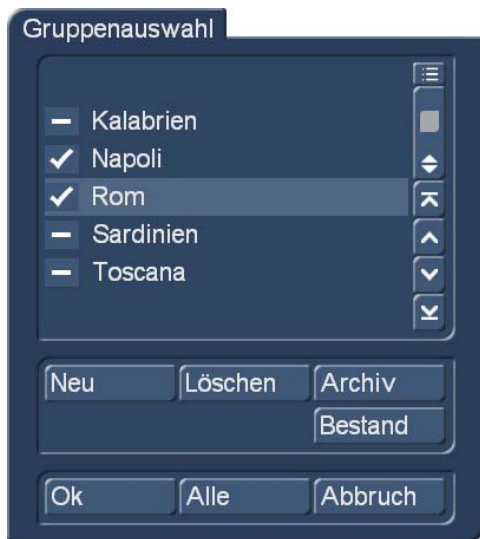 Gruppenauswahl
Kalabrien
Napoli
Rom
Sardinien
Toscana
Neu Löschen Archiv
Bestand
Ok Alle Abbruch